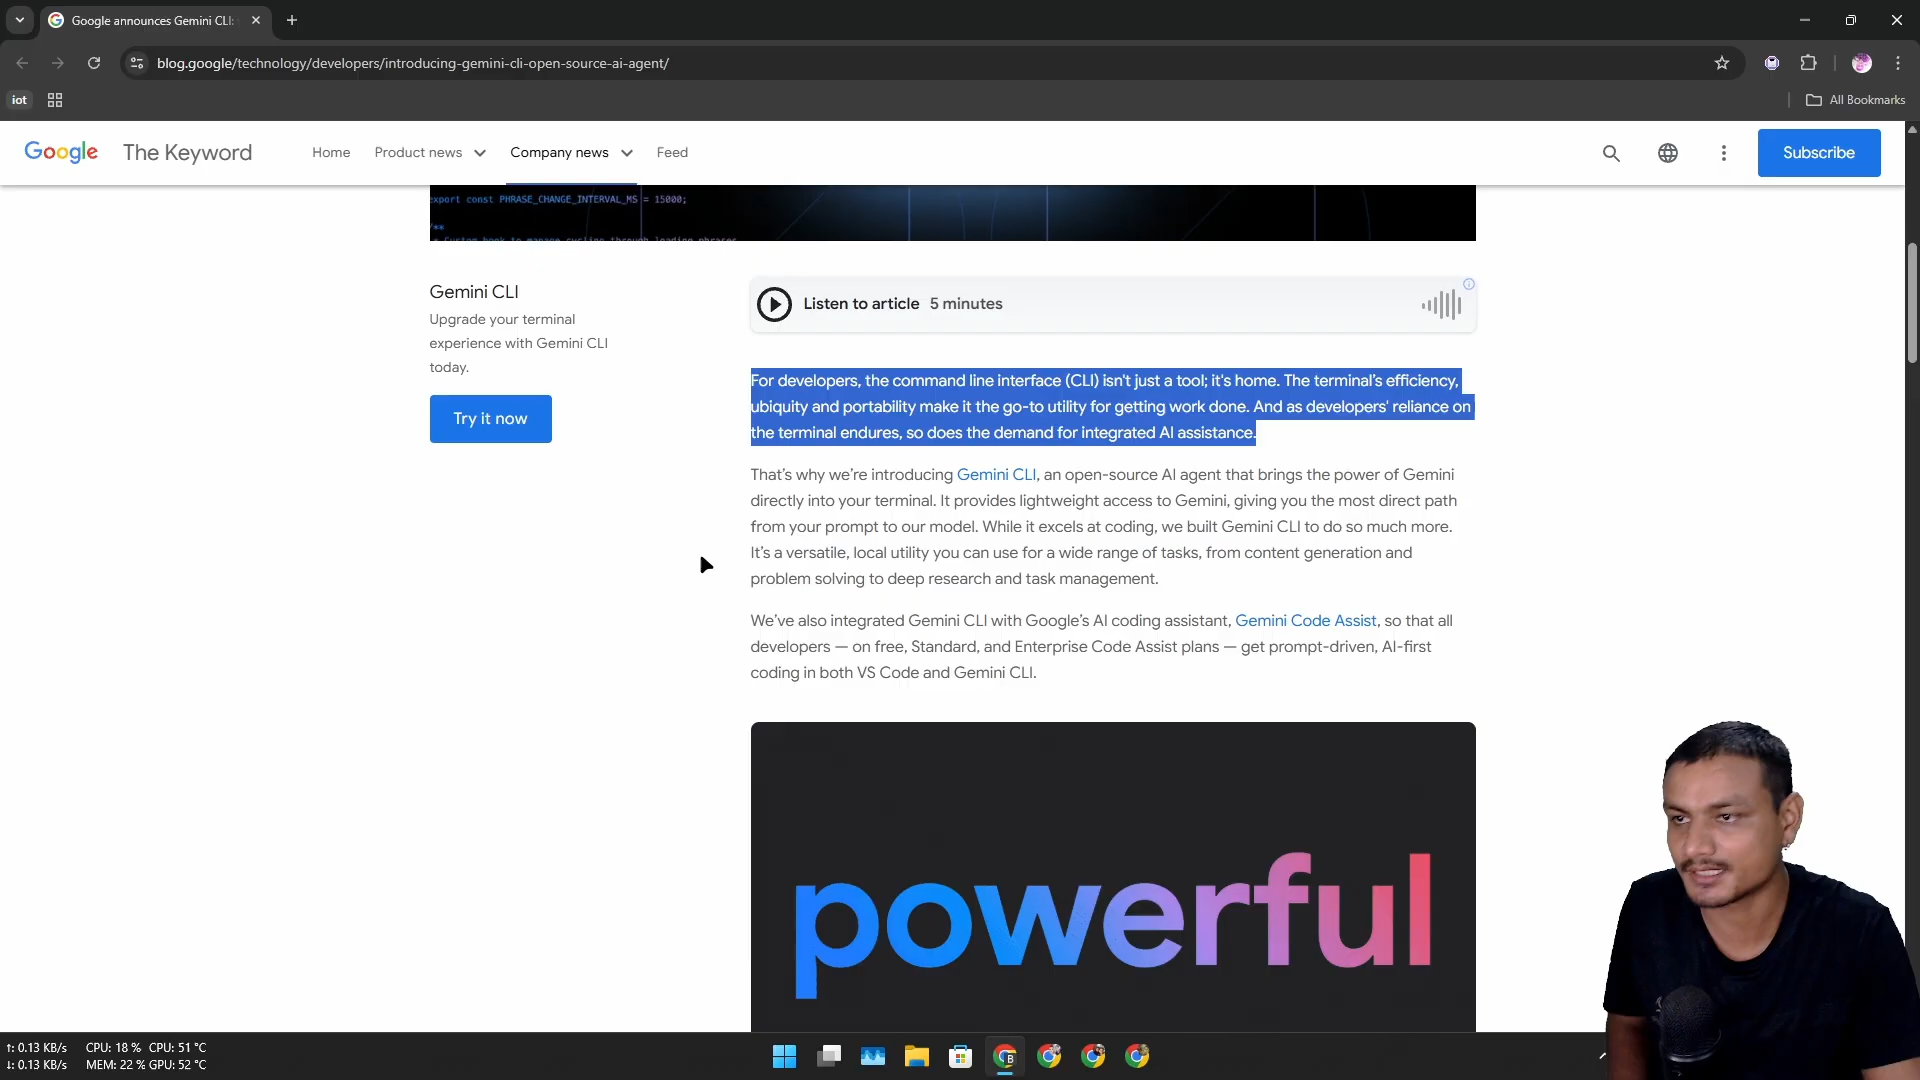 Google announces Gemini CLI:
blog.google/technology/developers/introducing-gemini-cli-open-source-ai-agent/
iot
All Bookmarks
Google The Keyword Home Product news Company news Feed Subscribe
export const PHRASE_CHANGE_INTERVAL_MS = 15000;
/**
* Custom hook to manage cycling through loading phrases
Gemini CLI
Upgrade your terminal
experience with Gemini CLI
today.
Try it now
Listen to article 5 minutes
For developers, the command line interface (CLI) isn't just a tool; it's home. The terminal’s efficiency,
ubiquity and portability make it the go-to utility for getting work done. And as developers' reliance on
the terminal endures, so does the demand for integrated AI assistance.
That’s why we’re introducing Gemini CLI, an open-source AI agent that brings the power of Gemini
directly into your terminal. It provides lightweight access to Gemini, giving you the most direct path
from your prompt to our model. While it excels at coding, we built Gemini CLI to do so much more.
It’s a versatile, local utility you can use for a wide range of tasks, from content generation and
problem solving to deep research and task management.
We’ve also integrated Gemini CLI with Google’s AI coding assistant, Gemini Code Assist, so that all
developers — on free, Standard, and Enterprise Code Assist plans — get prompt-driven, AI-first
coding in both VS Code and Gemini CLI.
powerful
↑: 0.13 KB/s CPU: 18 % CPU: 51 °C
↓: 0.13 KB/s MEM: 22 % GPU: 52 °C